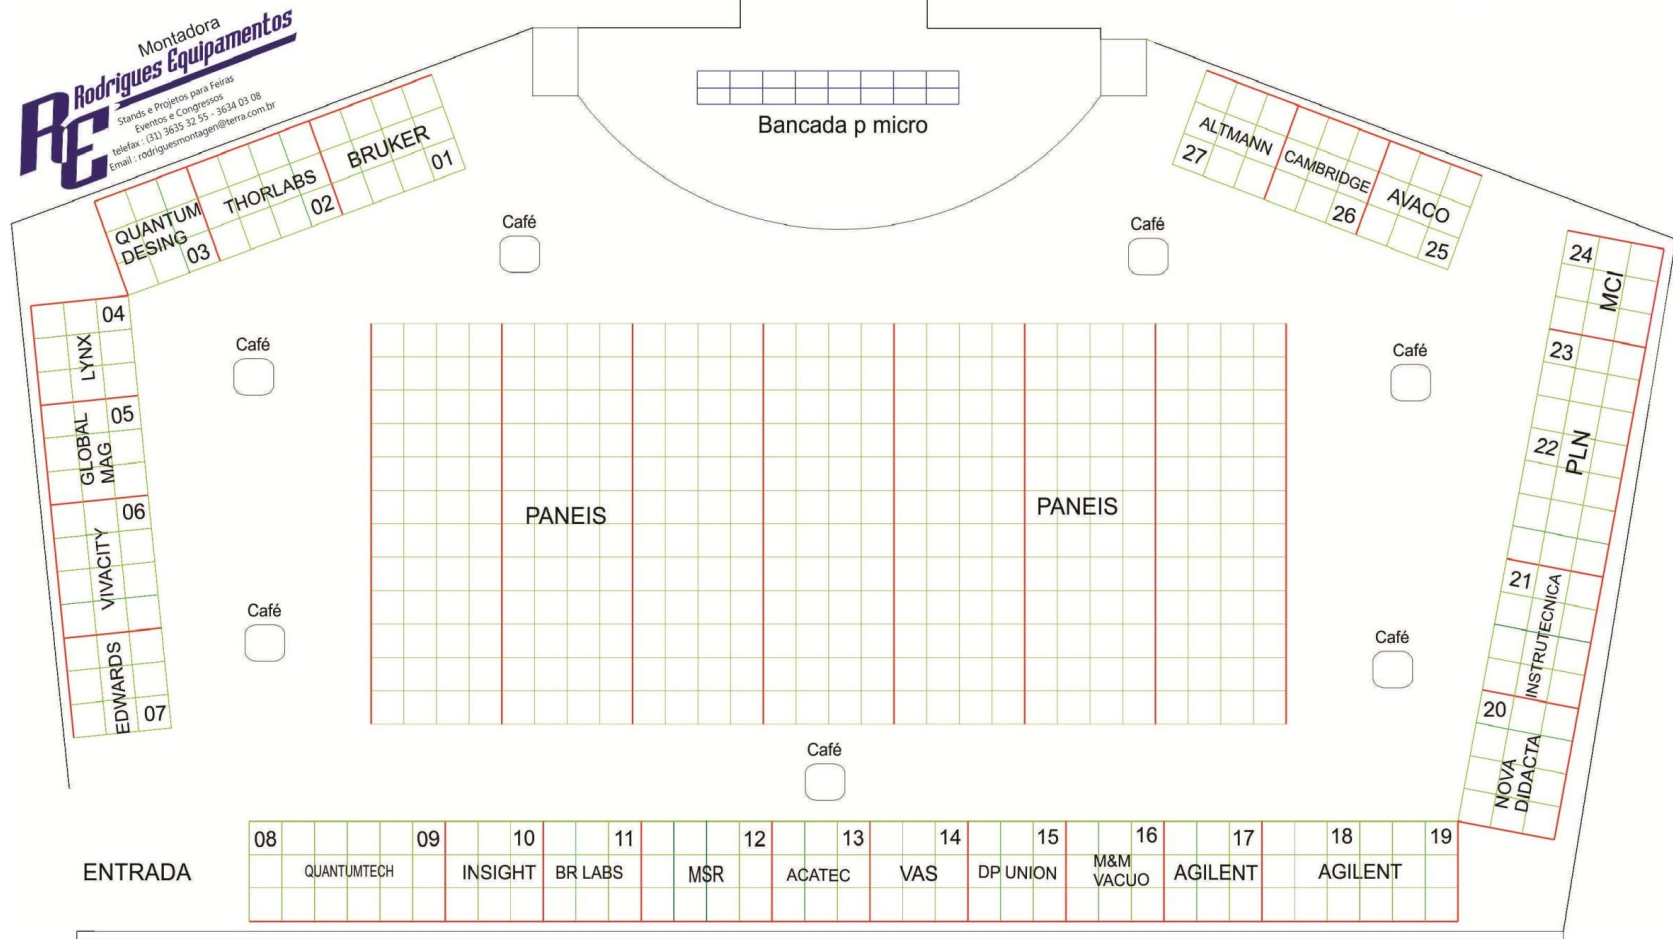 Montadora
RE Rodrigues Equipamentos
Stands e Projetos para Feiras
Eventos e Congressos
telefax : (31) 3635 32 55 - 3634 03 08
Email : rodriguesmontagen@terra.com.br
Bancada p micro
BRUKER
01
THORLABS
02
QUANTUM
DESING
03
ALTMANN
27
CAMBRIDGE
26
AVACO
25
Café
Café
Café
Café
Café
Café
Café
04
LYNX
05
GLOBAL
MAG
06
VIVACITY
EDWARDS
07
PANEIS
PANEIS
24
MCI
23
22
PLN
21
INSTRUTECNICA
20
NOVA
DIDACTA
ENTRADA
08
09
QUANTUMTECH
10
INSIGHT
11
BR LABS
12
MSR
13
ACATEC
14
VAS
15
DP UNION
16
M&M
VACUO
17
AGILENT
18
19
AGILENT